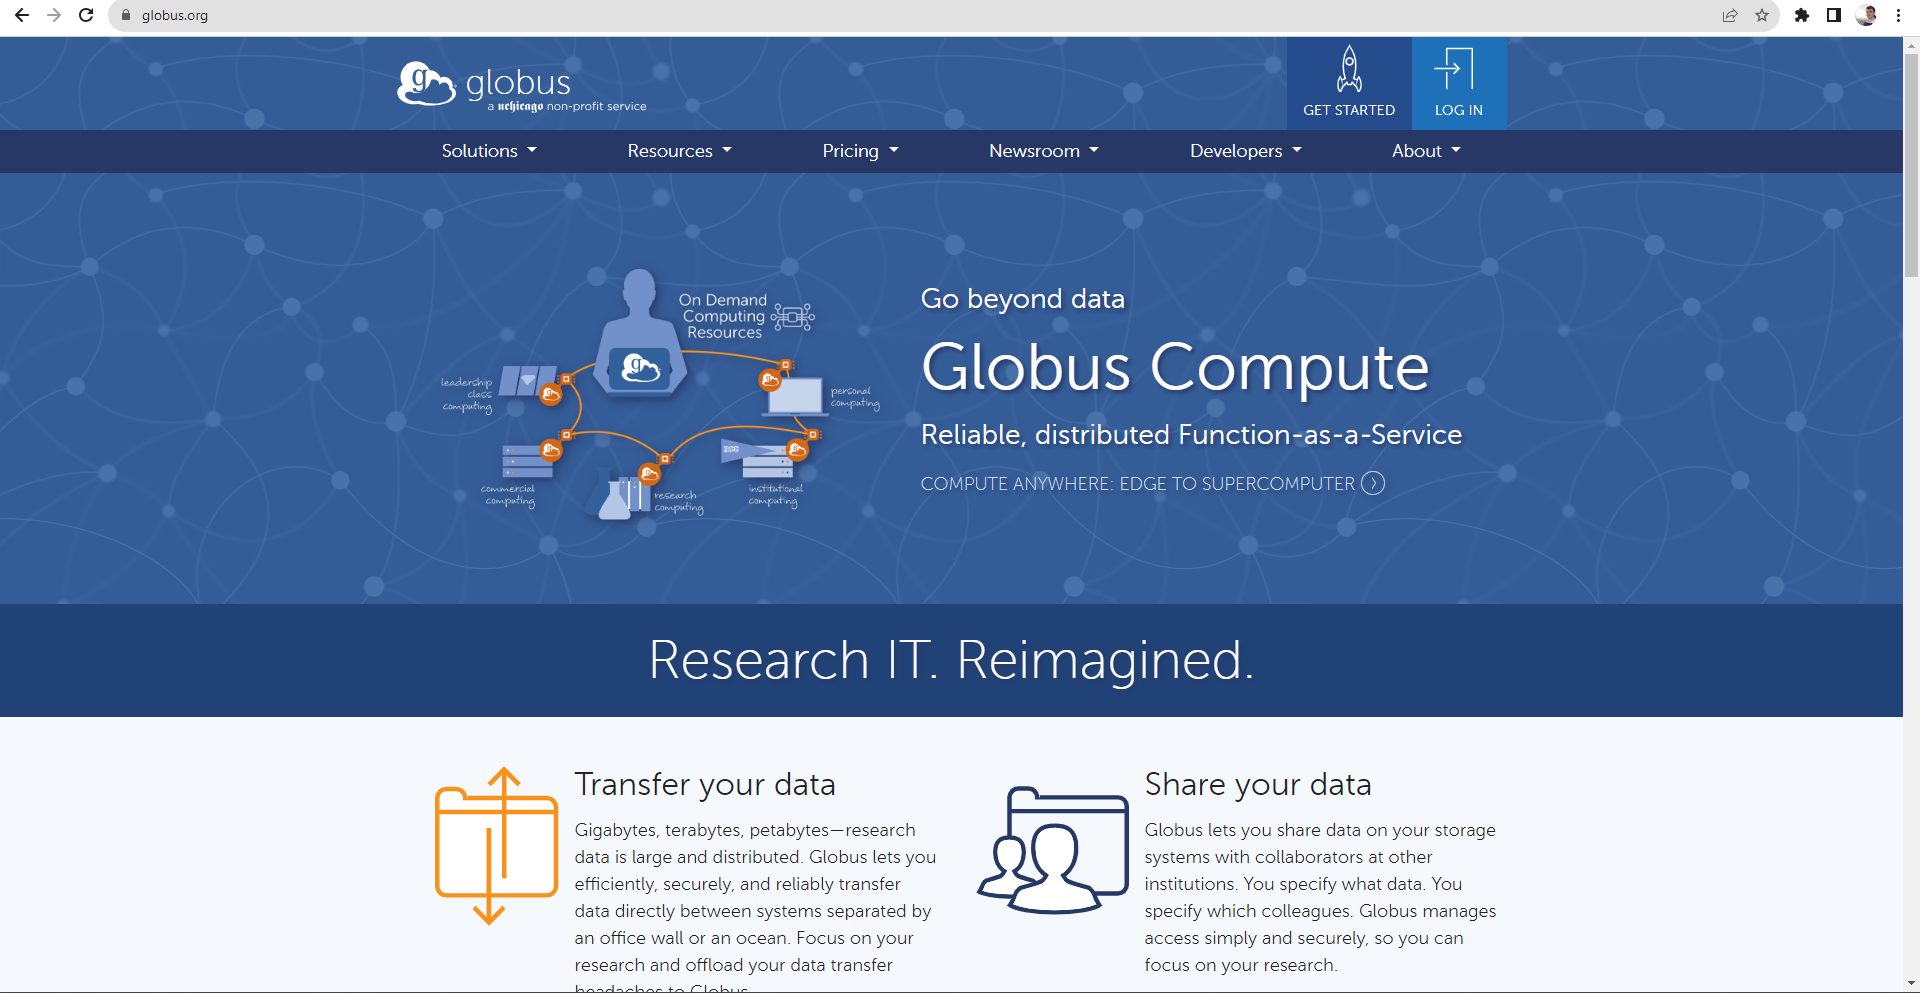 globus.org
g globus
a uchicago non-profit service
GET STARTED
LOG IN
Solutions
Resources
Pricing
Newsroom
Developers
About
On Demand
Computing
Resources
g
leadership
class
computing
personal
computing
commercial
computing
research
computing
institutional
computing
Go beyond data
Globus Compute
Reliable, distributed Function-as-a-Service
COMPUTE ANYWHERE: EDGE TO SUPERCOMPUTER
Research IT. Reimagined.
Transfer your data
Gigabytes, terabytes, petabytes—research
data is large and distributed. Globus lets you
efficiently, securely, and reliably transfer
data directly between systems separated by
an office wall or an ocean. Focus on your
research and offload your data transfer
headaches to Globus.
Share your data
Globus lets you share data on your storage
systems with collaborators at other
institutions. You specify what data. You
specify which colleagues. Globus manages
access simply and securely, so you can
focus on your research.